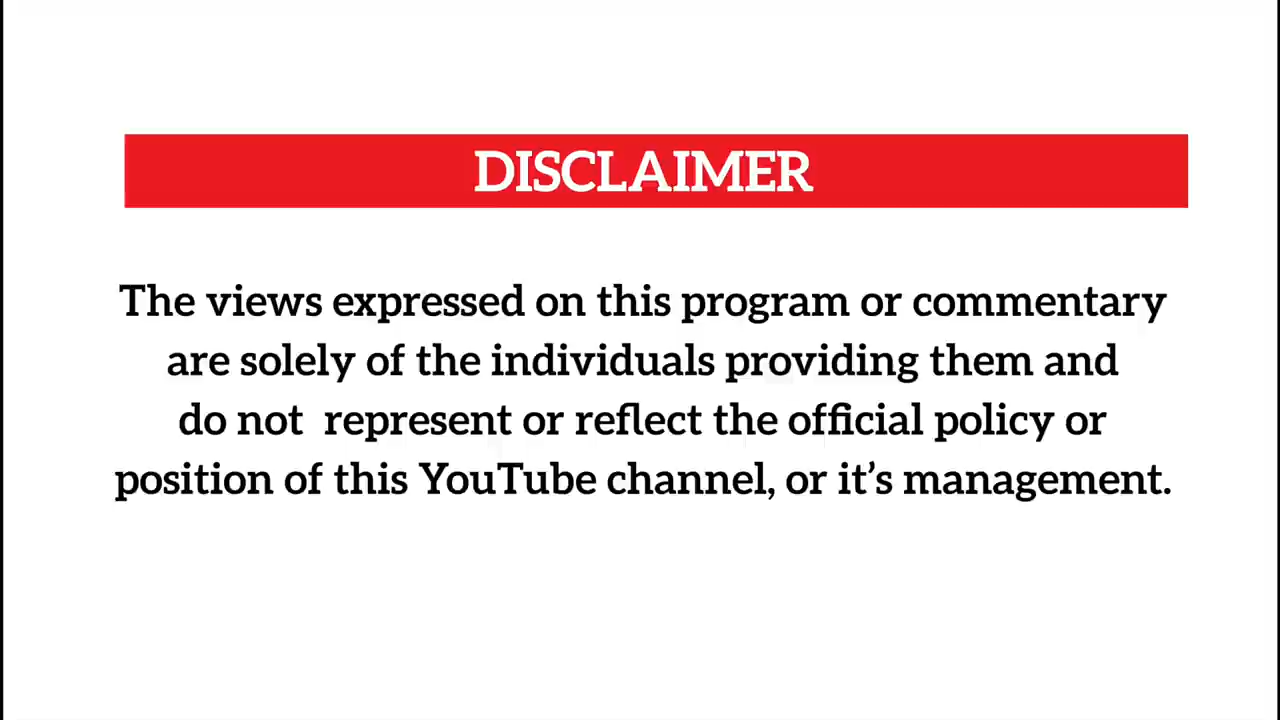 DISCLAIMER
The views expressed on this program or commentary
are solely of the individuals providing them and
do not  represent or reflect the official policy or
position of this YouTube channel, or it’s management.